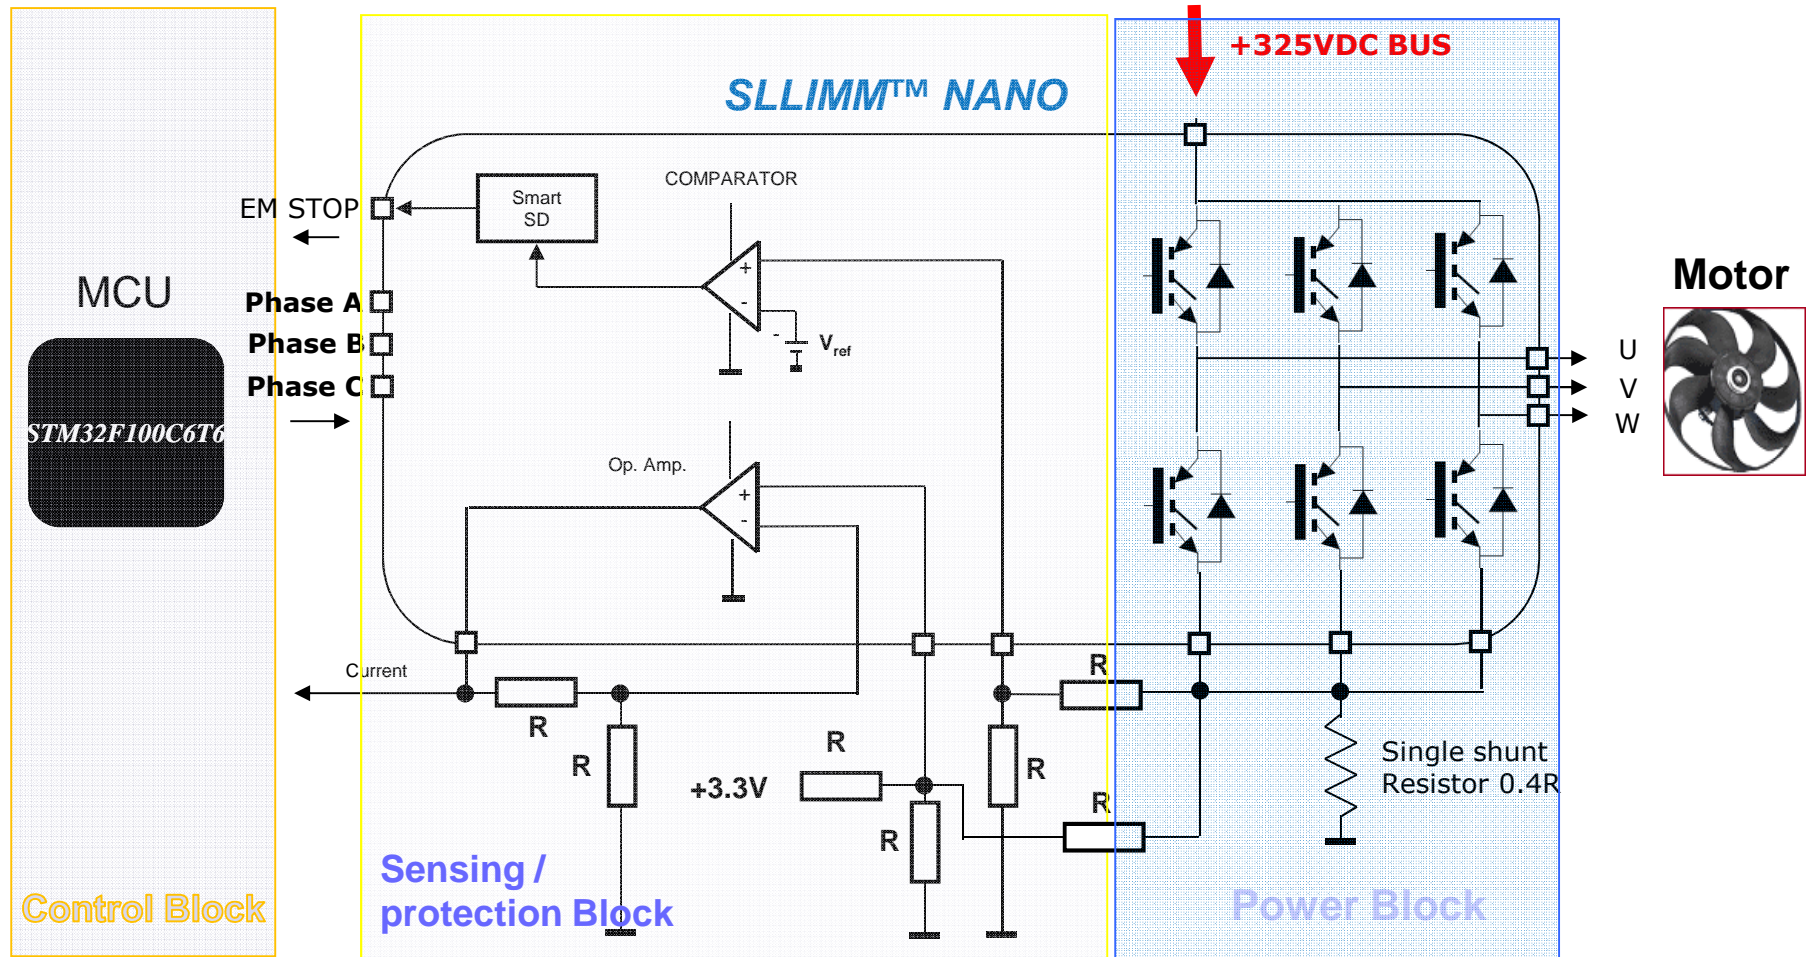 +325VDC BUS
SLLIMM™ NANO
COMPARATOR
Smart
SD
EM STOP
+
-
-
Vref
MCU
Phase A
Phase B
Phase C
STM32F100C6T6
Motor
U
V
W
Op. Amp.
+
-
Current
R
R
R
R
+3.3V
R
R
R
Single shunt
Resistor 0.4R
Sensing /
protection Block
Control Block
Power Block